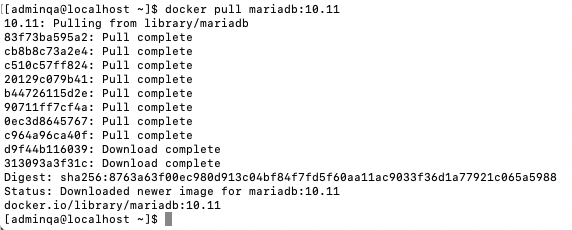 [[adminqa@localhost ~]$ docker pull mariadb:10.11
10.11: Pulling from library/mariadb
83f73ba595a2: Pull complete
cb8b8c73a2e4: Pull complete
c510c57ff824: Pull complete
20129c079b41: Pull complete
b44726115d2e: Pull complete
90711ff7cf4a: Pull complete
0ec3d8645767: Pull complete
c964a96ca40f: Pull complete
d9f44b116039: Download complete
313093a3f31c: Download complete
Digest: sha256:8763a63f00ec980d913c04bf84f7fd5f60aa11ac9033f36d1a77921c065a5988
Status: Downloaded newer image for mariadb:10.11
docker.io/library/mariadb:10.11
[adminqa@localhost ~]$